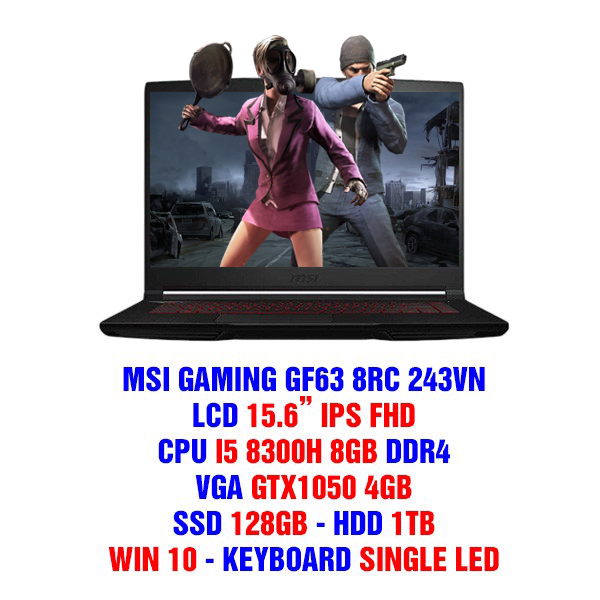 msi
MSI GAMING GF63 8RC 243VN
LCD 15.6” IPS FHD
CPU I5 8300H 8GB DDR4
VGA GTX1050 4GB
SSD 128GB - HDD 1TB
WIN 10 - KEYBOARD SINGLE LED